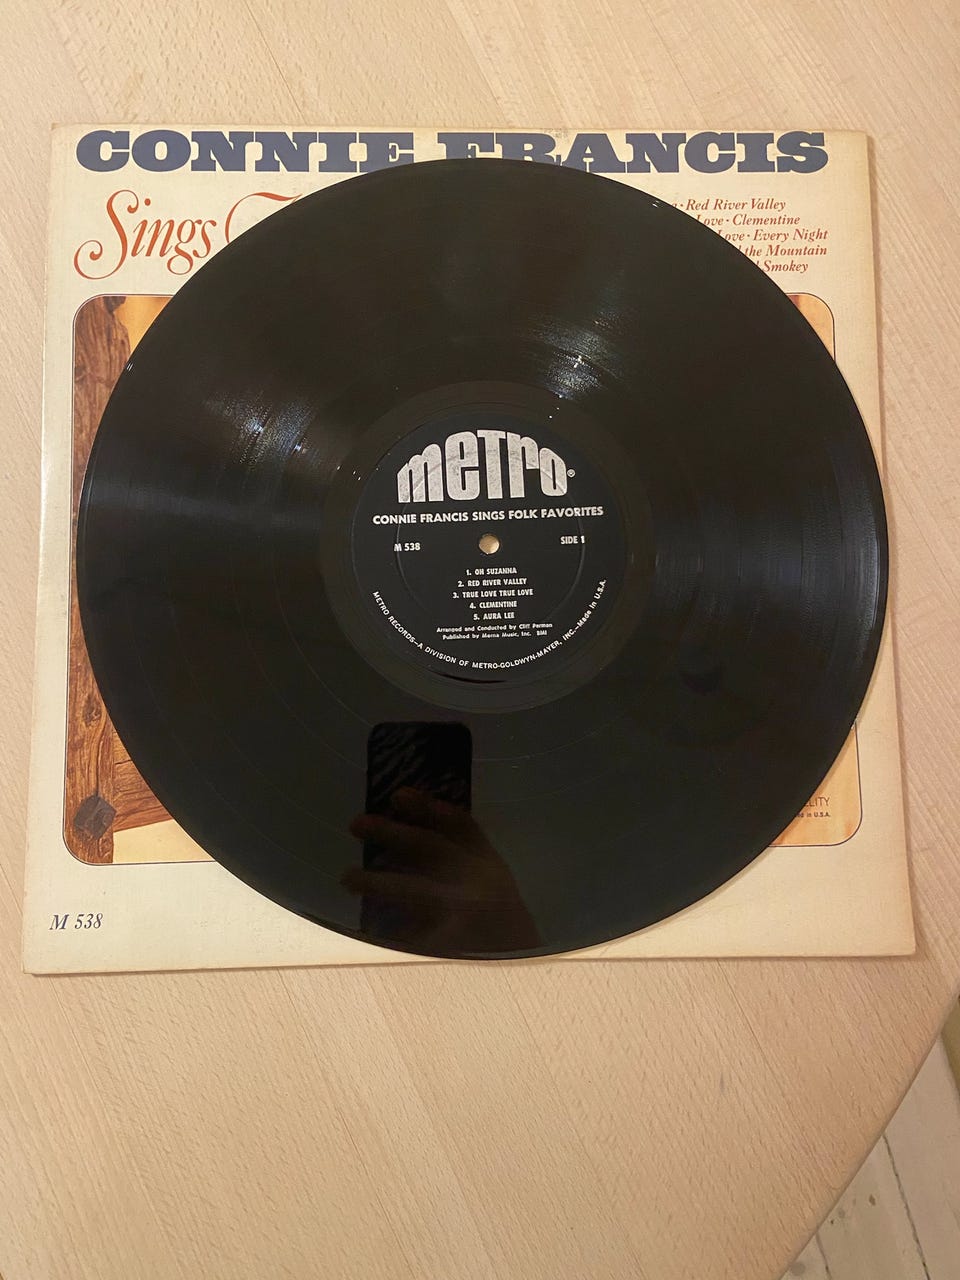 CONNIE FRANCIS
Sings
Red River Valley
Love · Clementine
Love · Every Night
the Mountain
Smokey
meTro®
CONNIE FRANCIS SINGS FOLK FAVORITES
M 538
SIDE 1
1. OH SUZANNA
2. RED RIVER VALLEY
3. TRUE LOVE TRUE LOVE
4. CLEMENTINE
5. AURA LEE
Arranged and Conducted by Cliff Parman
Published by Merna Music, Inc. BMI
METRO RECORDS—A DIVISION OF METRO-GOLDWYN-MAYER, INC.—Made in U.S.A.
in U.S.A.
M 538